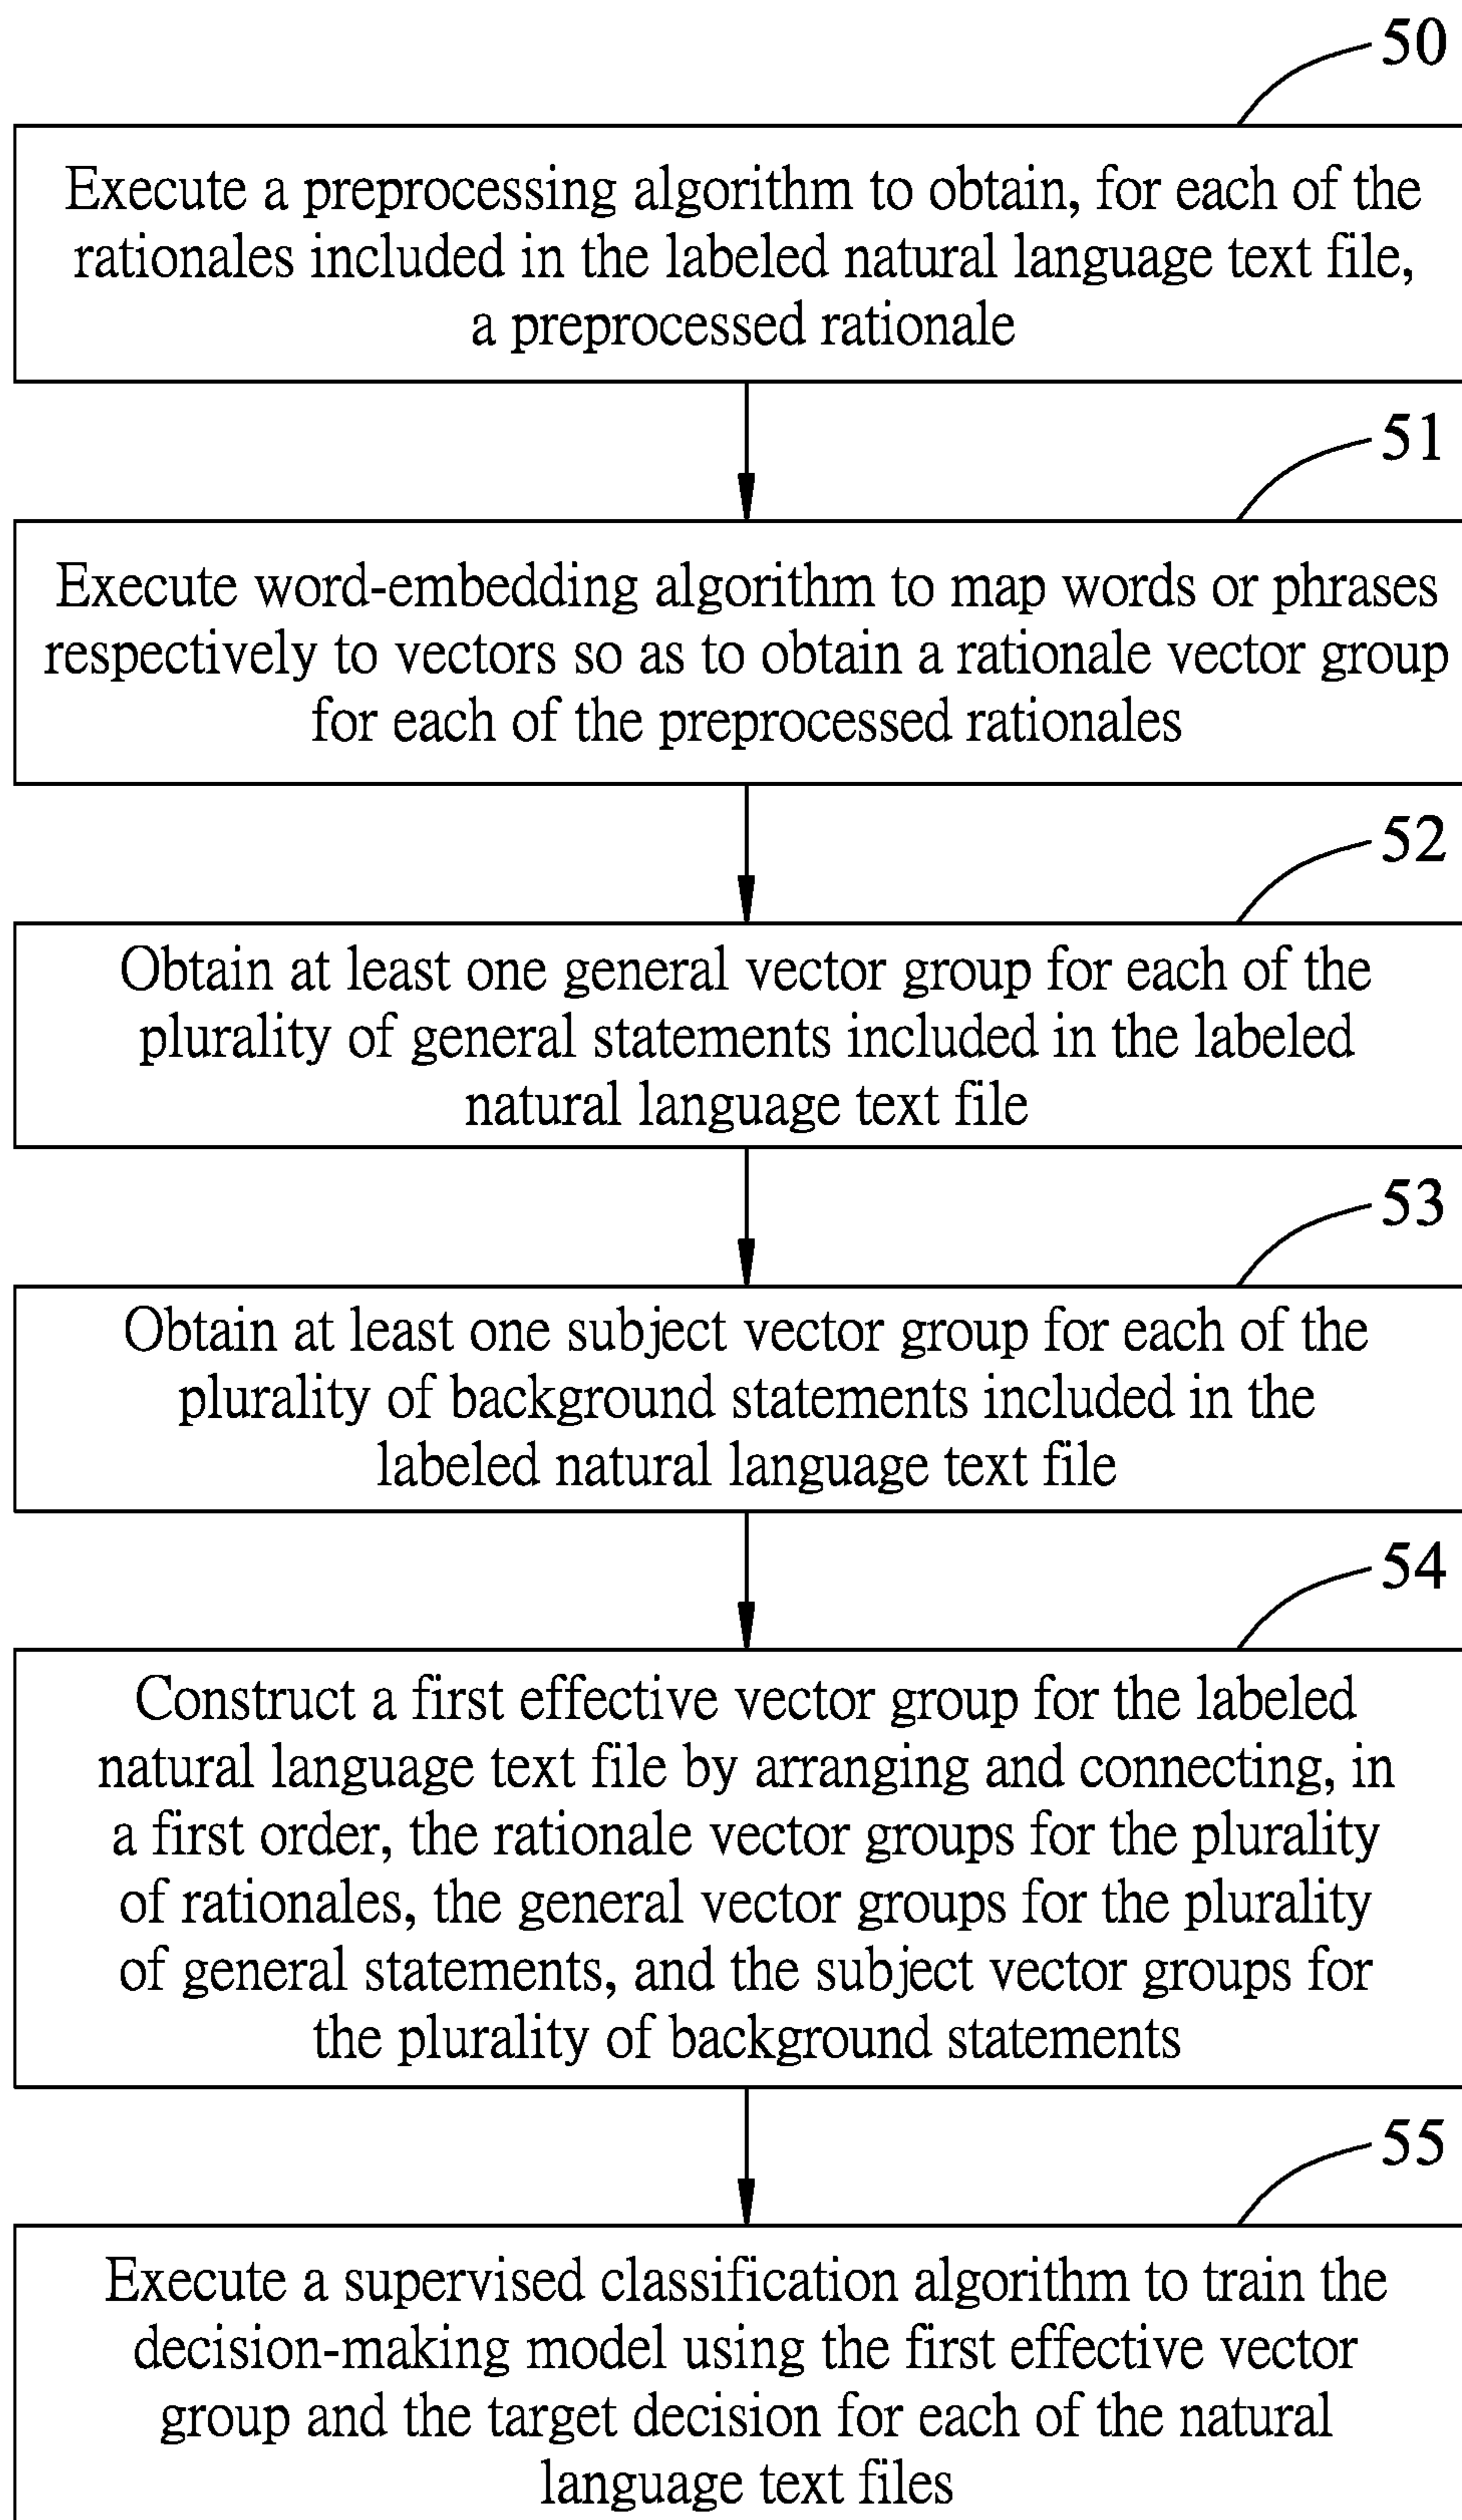 50
Execute a preprocessing algorithm to obtain, for each of the
rationales included in the labeled natural language text file,
a preprocessed rationale
51
Execute word-embedding algorithm to map words or phrases
respectively to vectors so as to obtain a rationale vector group
for each of the preprocessed rationales
52
Obtain at least one general vector group for each of the
plurality of general statements included in the labeled
natural language text file
53
Obtain at least one subject vector group for each of the
plurality of background statements included in the
labeled natural language text file
54
Construct a first effective vector group for the labeled
natural language text file by arranging and connecting, in
a first order, the rationale vector groups for the plurality
of rationales, the general vector groups for the plurality
of general statements, and the subject vector groups for
the plurality of background statements
55
Execute a supervised classification algorithm to train the
decision-making model using the first effective vector
group and the target decision for each of the natural
language text files